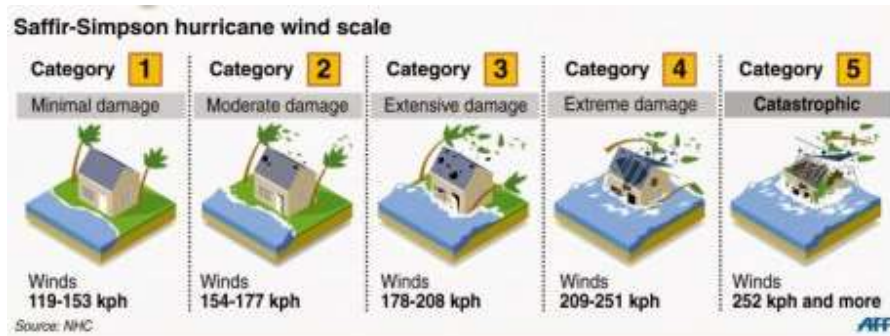 Saffir-Simpson hurricane wind scale
Category 1
Minimal damage
Winds
119-153 kph
Category 2
Moderate damage
Winds
154-177 kph
Category 3
Extensive damage
Winds
178-208 kph
Category 4
Extreme damage
Winds
209-251 kph
Category 5
Catastrophic
Winds
252 kph and more
Source: NHC
AFP